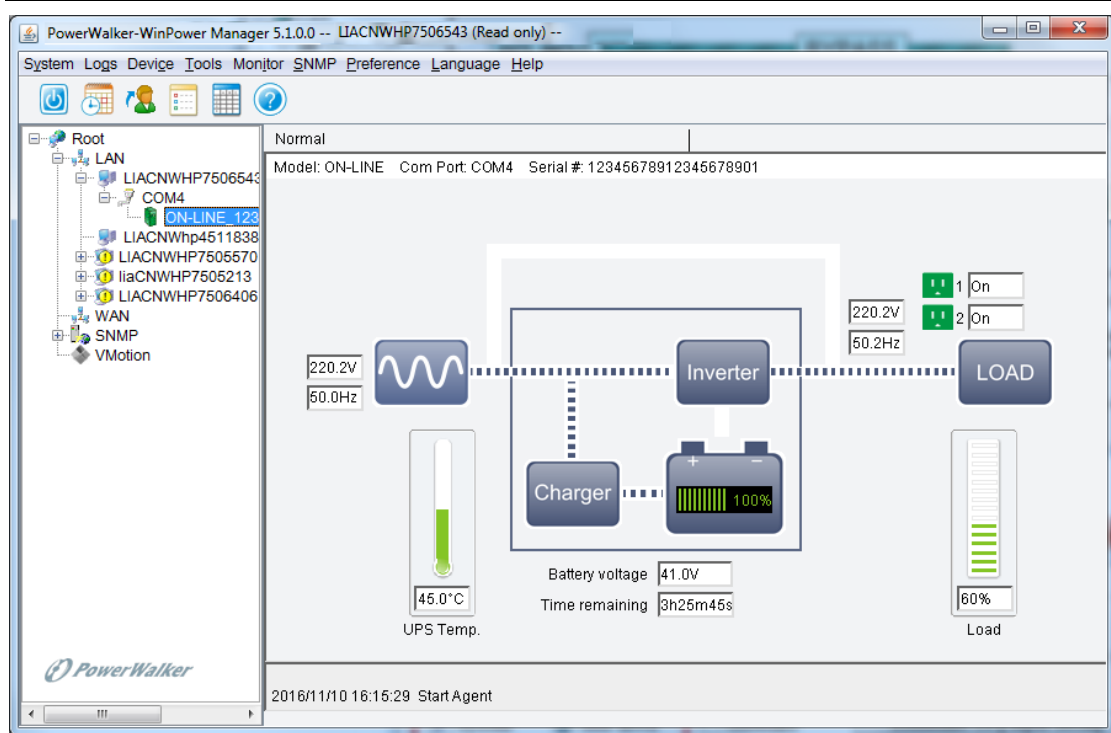 PowerWalker-WinPower Manager 5.1.0.0 -- LIACNWHP7506543 (Read only) --
System Logs Device Tools Monitor SNMP Preference Language Help
Root
LAN
LIACNWHP7506543
COM4
ON-LINE_123
LIACNWhp4511838
LIACNWHP7505570
liaCNWHP7505213
LIACNWHP7506406
WAN
SNMP
VMotion
PowerWalker
Normal
Model: ON-LINE Com Port: COM4 Serial #: 12345678912345678901
1 On
220.2V
2 On
50.2Hz
220.2V
50.0Hz
Inverter
LOAD
+ −
Charger
100%
Battery voltage 41.0V
Time remaining 3h25m45s
45.0°C
UPS Temp.
60%
Load
2016/11/10 16:15:29 Start Agent